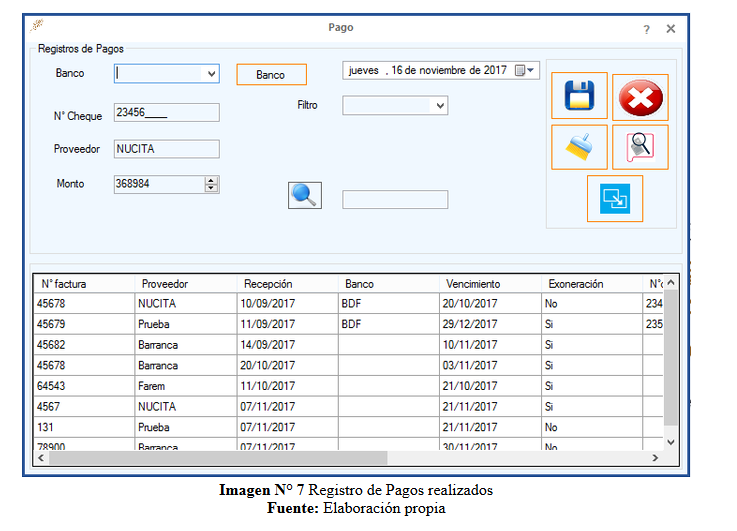 Pago
? ×
Registros de Pagos
Banco Banco jueves , 16 de noviembre de 2017
N° Cheque 23456____ Filtro
Proveedor NUCITA
Monto 368984
N° factura Proveedor Recepción Banco Vencimiento Exoneración N°c
45678 NUCITA 10/09/2017 BDF 20/10/2017 No 234
45679 Prueba 11/09/2017 BDF 29/12/2017 Si 235
45682 Barranca 14/09/2017 10/11/2017 Si
45678 Barranca 20/10/2017 03/11/2017 Si
64543 Farem 11/10/2017 21/10/2017 Si
4567 NUCITA 07/11/2017 21/11/2017 Si
131 Prueba 07/11/2017 21/11/2017 No
78900 Barranca 07/11/2017 30/11/2017 No
Imagen N° 7 Registro de Pagos realizados
Fuente: Elaboración propia